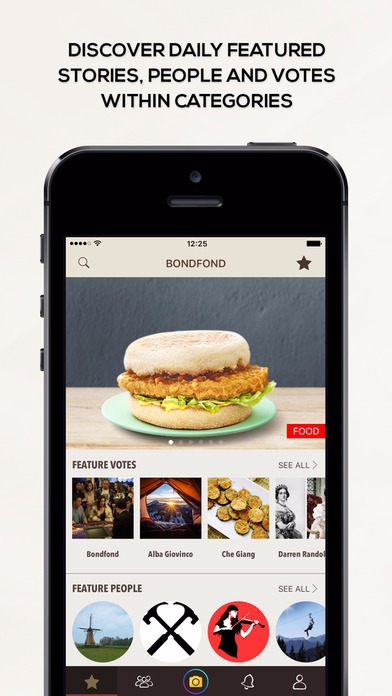 DISCOVER DAILY FEATURED
STORIES, PEOPLE AND VOTES
WITHIN CATEGORIES
12:25
BONDFOND
FOOD
FEATURE VOTES
SEE ALL
Bondfond
Alba Giovinco
Che Giang
Darren Randol
FEATURE PEOPLE
SEE ALL